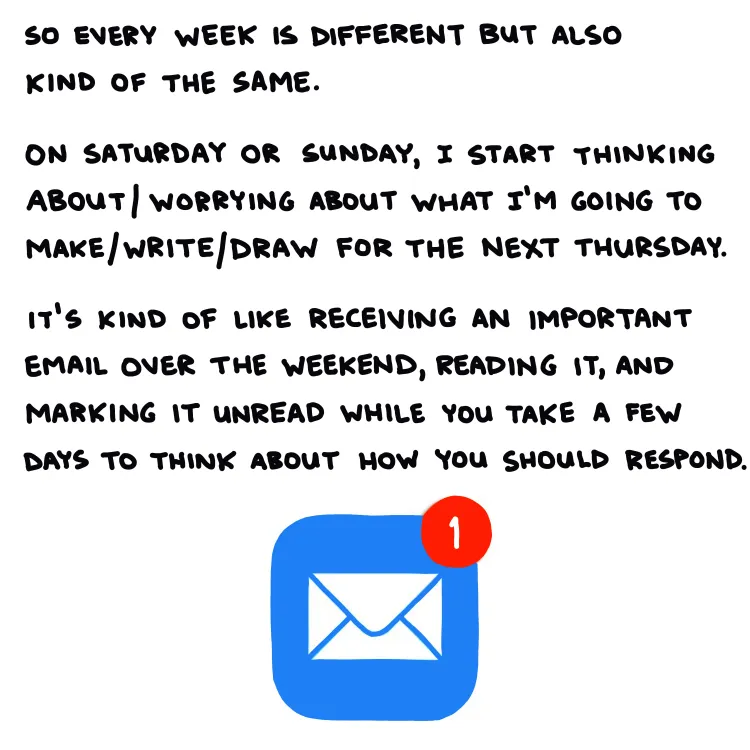 SO EVERY WEEK IS DIFFERENT BUT ALSO
KIND OF THE SAME.
ON SATURDAY OR SUNDAY, I START THINKING
ABOUT/WORRYING ABOUT WHAT I'M GOING TO
MAKE/WRITE/DRAW FOR THE NEXT THURSDAY.
IT'S KIND OF LIKE RECEIVING AN IMPORTANT
EMAIL OVER THE WEEKEND, READING IT, AND
MARKING IT UNREAD WHILE YOU TAKE A FEW
DAYS TO THINK ABOUT HOW YOU SHOULD RESPOND.
1